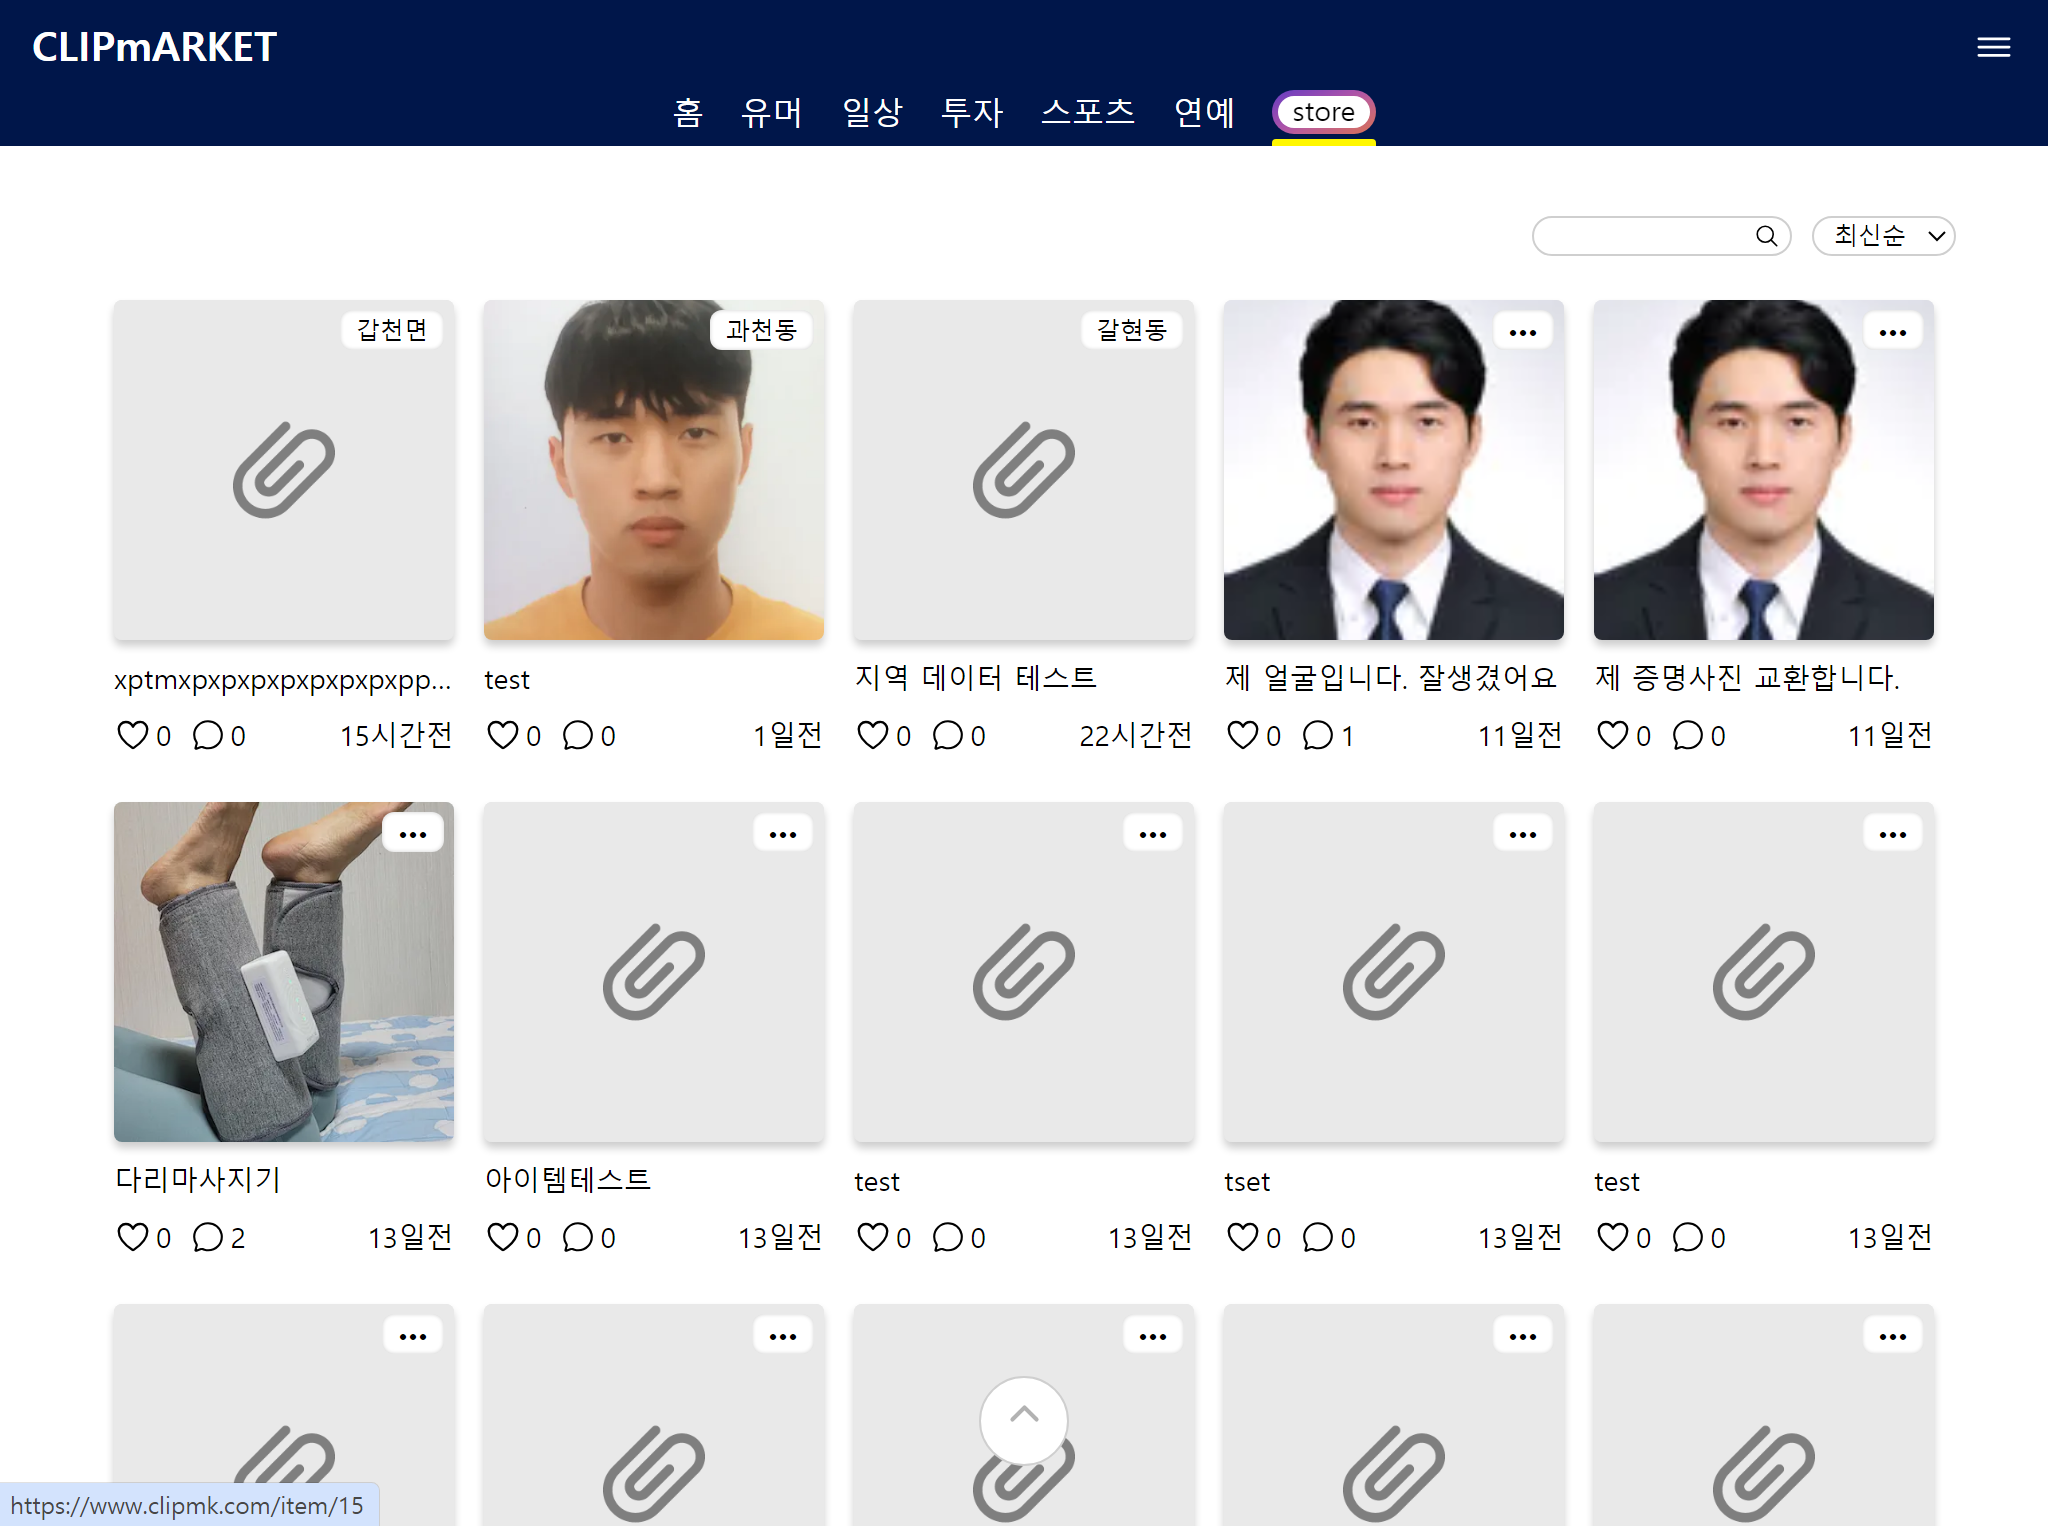 CLIPmARKET
홈 유머 일상 투자 스포츠 연예 store
최신순
갑천면 과천동 갈현동
xptmxpxpxpxpxpxpxpxpp... test 지역 데이터 테스트 제 얼굴입니다. 잘생겼어요 제 증명사진 교환합니다.
0 0 15시간전 0 0 1일전 0 0 22시간전 0 1 11일전 0 0 11일전
다리마사지기 아이템테스트 test tset test
0 2 13일전 0 0 13일전 0 0 13일전 0 0 13일전 0 0 13일전
https://www.clipmk.com/item/15